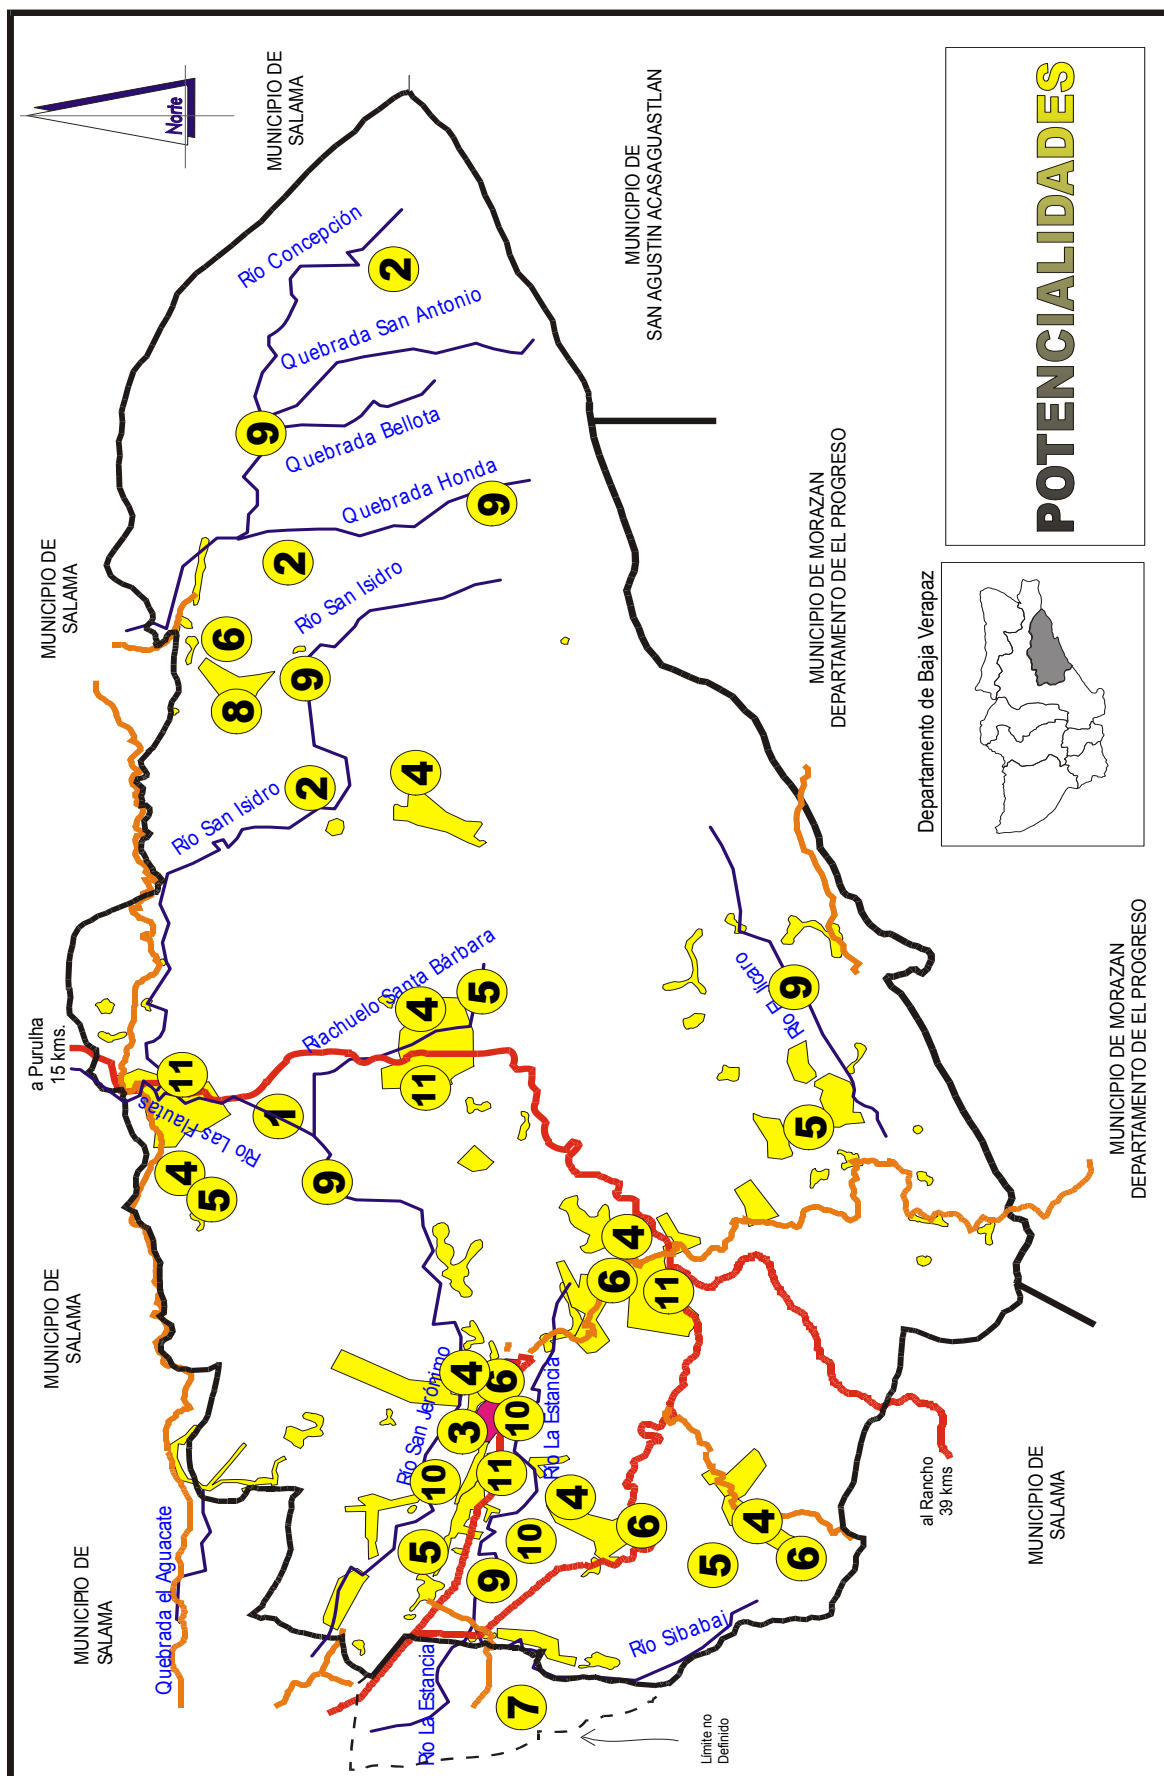 Norte
MUNICIPIO DE
SALAMA
MUNICIPIO DE
SAN AGUSTIN ACASAGUASTLAN
POTENCIALIDADES
Río Concepción
2
Quebrada San Antonio
9
Quebrada Bellota
Quebrada Honda
9
2
Río San Isidro
MUNICIPIO DE
SALAMA
6
8
9
2
Río San Isidro
4
MUNICIPIO DE MORAZAN
DEPARTAMENTO DE EL PROGRESO
Departamento de Baja Verapaz
a Purulha
15 kms.
Riachuelo Santa Bárbara
4
5
11
11
Río Las Flautas
1
4
5
9
Río El Jícaro
9
5
MUNICIPIO DE MORAZAN
DEPARTAMENTO DE EL PROGRESO
MUNICIPIO DE
SALAMA
4
6
11
Río San Jerónimo
4
6
3
10
Río La Estancia
10
11
4
5
10
9
6
4
5
6
al Rancho
39 kms
MUNICIPIO DE
SALAMA
MUNICIPIO DE
SALAMA
Quebrada el Aguacate
Río Sibabaj
Río La Estancia
7
Límite no
Definido